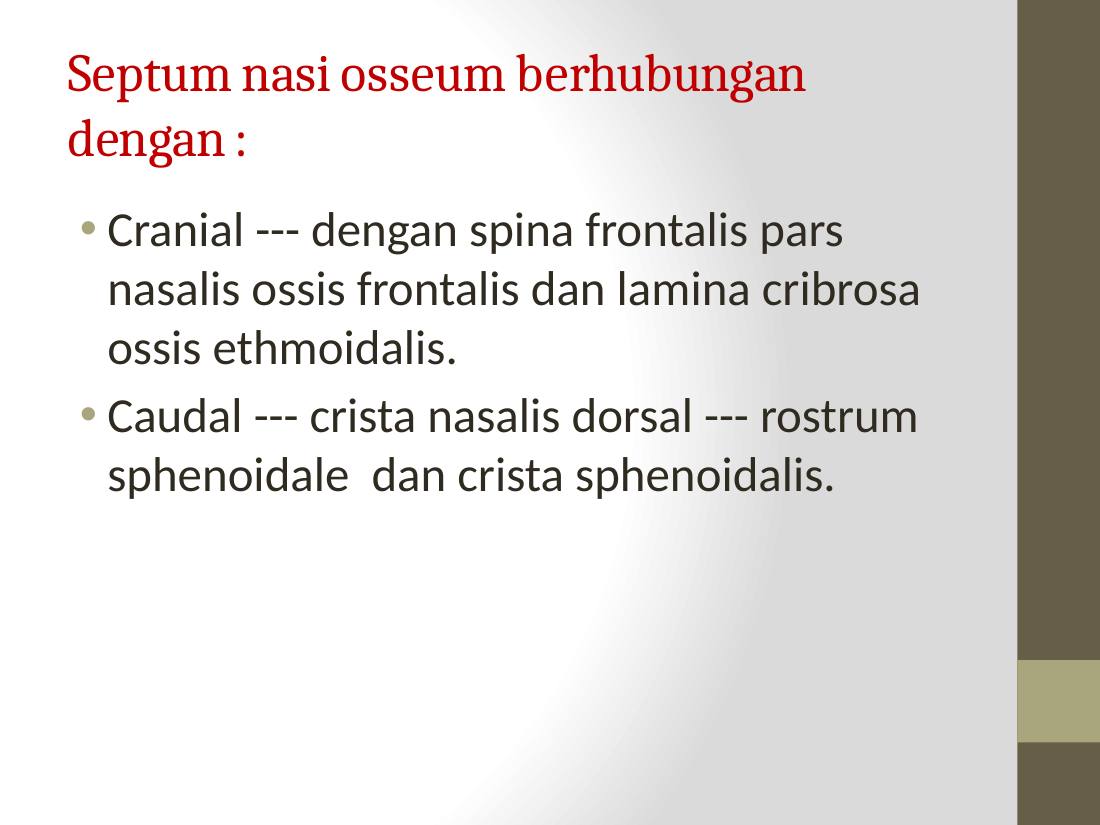 Septum nasi osseum berhubungan
dengan :
• Cranial --- dengan spina frontalis pars
nasalis ossis frontalis dan lamina cribrosa
ossis ethmoidalis.
• Caudal --- crista nasalis dorsal --- rostrum
sphenoidale  dan crista sphenoidalis.